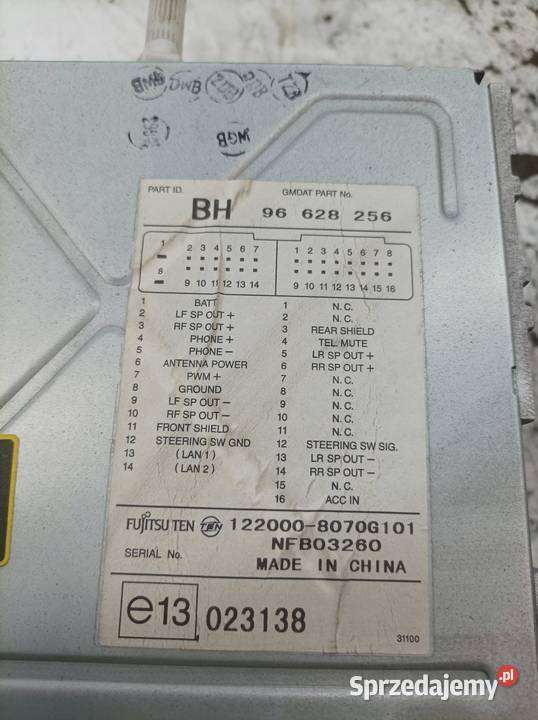 TZ3
WGB
PART ID.
GMDAT PART No.
BH 96 628 256
1 2 3 4 5 6 7
8 9 10 11 12 13 14
1 2 3 4 5 6 7 8
9 10 11 12 13 14 15 16
1 BATT
2 LF SP OUT +
3 RF SP OUT +
4 PHONE +
5 PHONE −
6 ANTENNA POWER
7 PWM +
8 GROUND
9 LF SP OUT −
10 RF SP OUT −
11 FRONT SHIELD
12 STEERING SW GND
13 (LAN 1)
14 (LAN 2)
1 N.C.
2 N.C.
3 REAR SHIELD
4 TEL MUTE
5 LR SP OUT +
6 RR SP OUT +
7 N.C.
8 N.C.
9 N.C.
10 N.C.
11 N.C.
12 STEERING SW SIG.
13 LR SP OUT −
14 RR SP OUT −
15 N.C.
16 ACC IN
FUJITSU TEN TEN 122000-8070G101
SERIAL No. NFB03260
MADE IN CHINA
e13 023138
31100
Sprzedajemy.pl